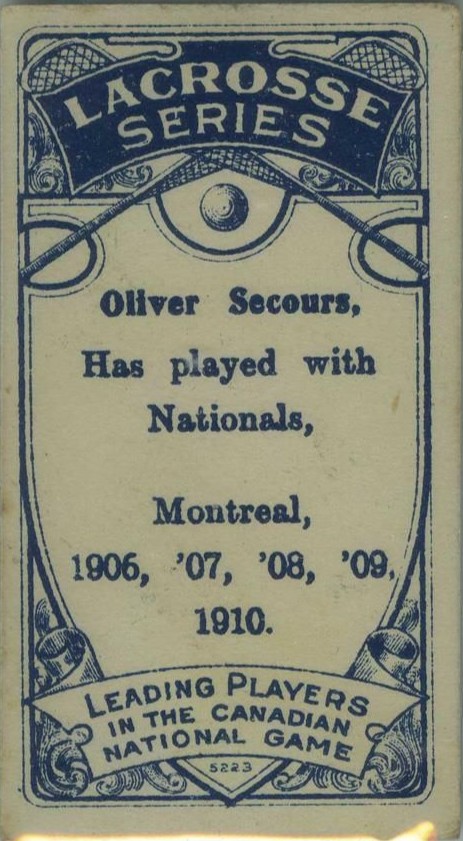 LACROSSE
SERIES
Oliver Secours,
Has played with
Nationals,
Montreal,
1906, '07, '08, '09,
1910.
LEADING PLAYERS
IN THE CANADIAN
NATIONAL GAME
5223